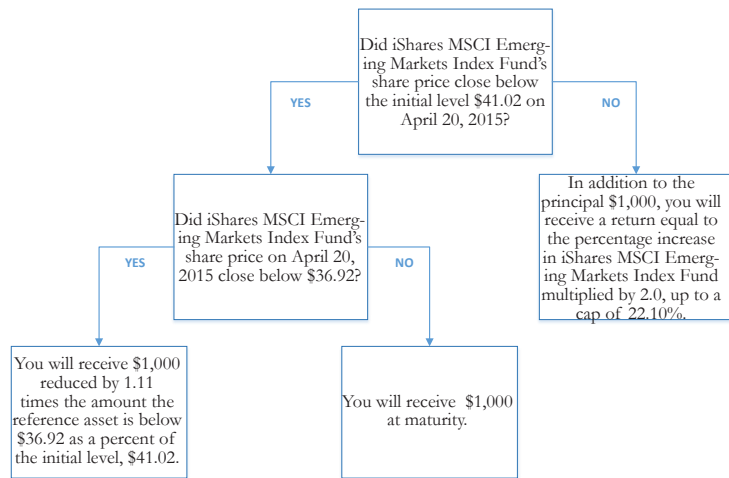 Did iShares MSCI Emerg-
ing Markets Index Fund's
share price close below
the initial level $41.02 on
April 20, 2015?
YES
NO
Did iShares MSCI Emerg-
ing Markets Index Fund's
share price on April 20,
2015 close below $36.92?
In addition to the
principal $1,000, you will
receive a return equal to
the percentage increase
in iShares MSCI Emerg-
ing Markets Index Fund
multiplied by 2.0, up to a
cap of 22.10%.
YES
NO
You will receive $1,000
reduced by 1.11
times the amount the
reference asset is below
$36.92 as a percent of
the initial level, $41.02.
You will receive $1,000
at maturity.